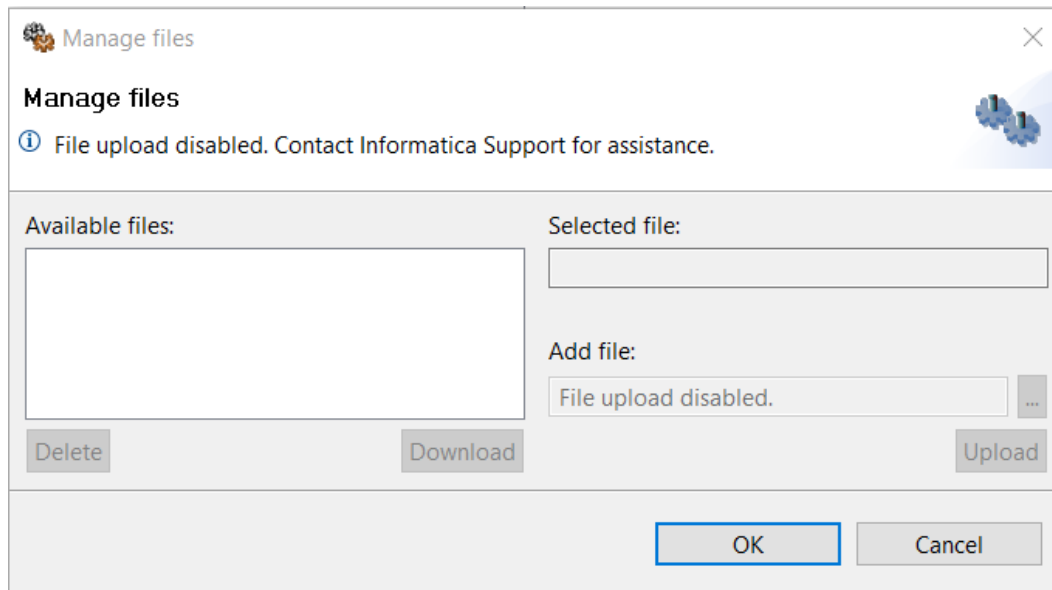 Manage files
Manage files
File upload disabled. Contact Informatica Support for assistance.
Available files:
Selected file:
Add file:
File upload disabled.
...
Delete
Download
Upload
OK
Cancel